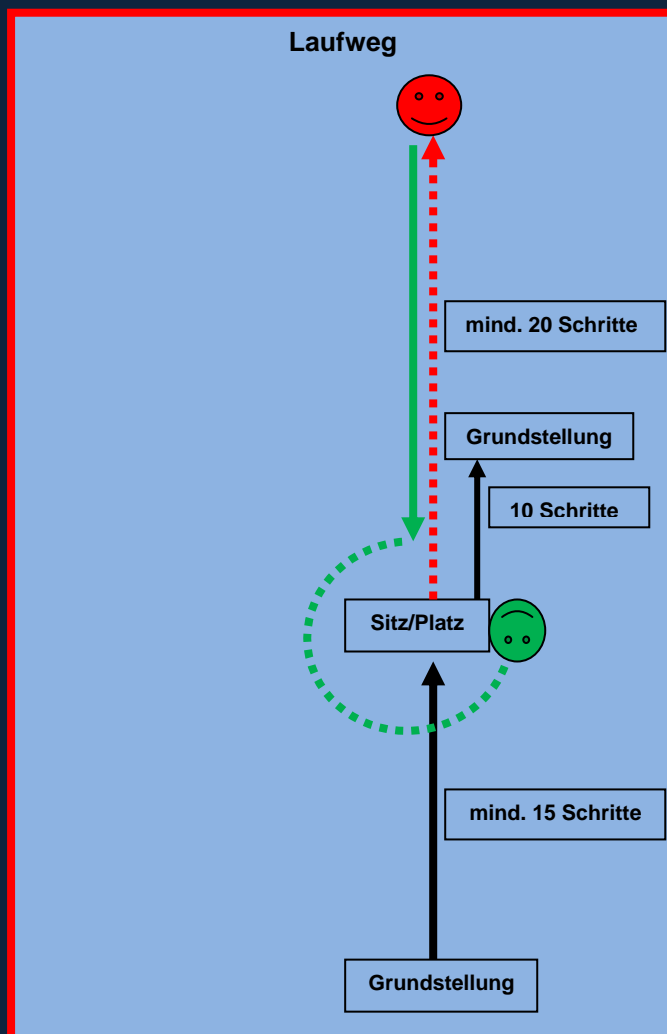 Laufweg
mind. 20 Schritte
Grundstellung
10 Schritte
Sitz/Platz
mind. 15 Schritte
Grundstellung